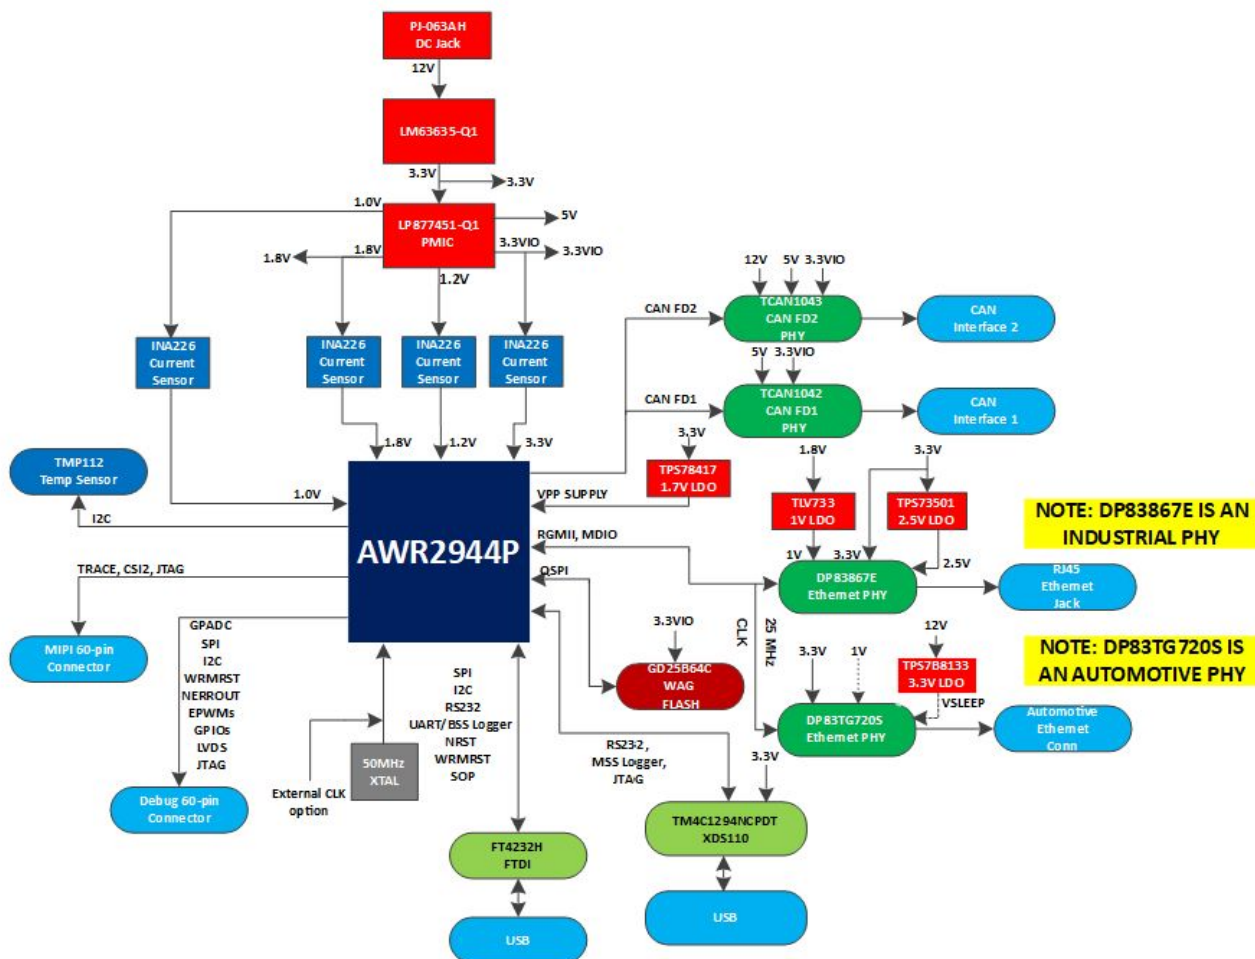 PJ-063AH
DC Jack
12V
LM63635-Q1
3.3V
3.3V
1.0V
LP877451-Q1
PMIC
5V
1.8V
1.8V
3.3VIO
3.3VIO
1.2V
INA226
Current
Sensor
INA226
Current
Sensor
INA226
Current
Sensor
INA226
Current
Sensor
12V
5V
3.3VIO
CAN FD2
TCAN1043
CAN FD2
PHY
CAN
Interface 2
5V
3.3VIO
CAN FD1
TCAN1042
CAN FD1
PHY
CAN
Interface 1
1.8V
1.2V
3.3V
3.3V
1.8V
3.3V
TMP112
Temp Sensor
I2C
1.0V
AWR2944P
VPP SUPPLY
TPS78417
1.7V LDO
TLV733
1V LDO
TPS73501
2.5V LDO
NOTE: DP83867E IS AN
INDUSTRIAL PHY
RGMII, MDIO
1V
3.3V
2.5V
DP83867E
Ethernet PHY
RJ45
Ethernet
Jack
TRACE, CSI2, JTAG
QSPI
CLK
25 MHz
MIPI 60-pin
Connector
GPADC
SPI
I2C
WRMRST
NERROUT
EPWMs
GPIOs
LVDS
JTAG
Debug 60-pin
Connector
3.3VIO
GD25B64C
WAG
FLASH
12V
3.3V
1V
TPS7B8133
3.3V LDO
NOTE: DP83TG720S IS
AN AUTOMOTIVE PHY
VSLEEP
DP83TG720S
Ethernet PHY
Automotive
Ethernet
Conn
50MHz
XTAL
External CLK
option
SPI
I2C
RS232
UART/BSS Logger
NRST
WRMRST
SOP
RS232,
MSS Logger,
JTAG
3.3V
TM4C1294NCPDT
XDS110
FT4232H
FTDI
USB
USB